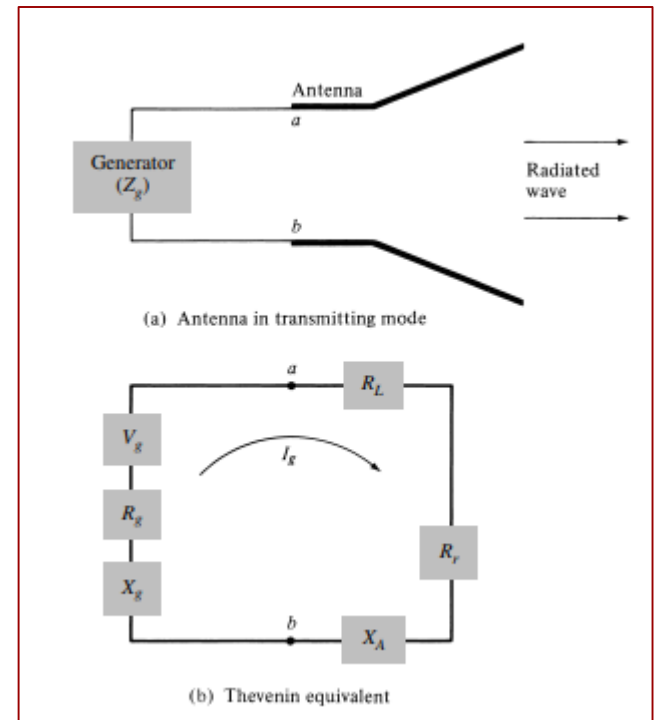 Antenna
a
Generator
(Z_g)
Radiated
wave
b
(a) Antenna in transmitting mode
a
R_L
V_g
I_g
R_g
R_r
X_g
b
X_A
(b) Thevenin equivalent